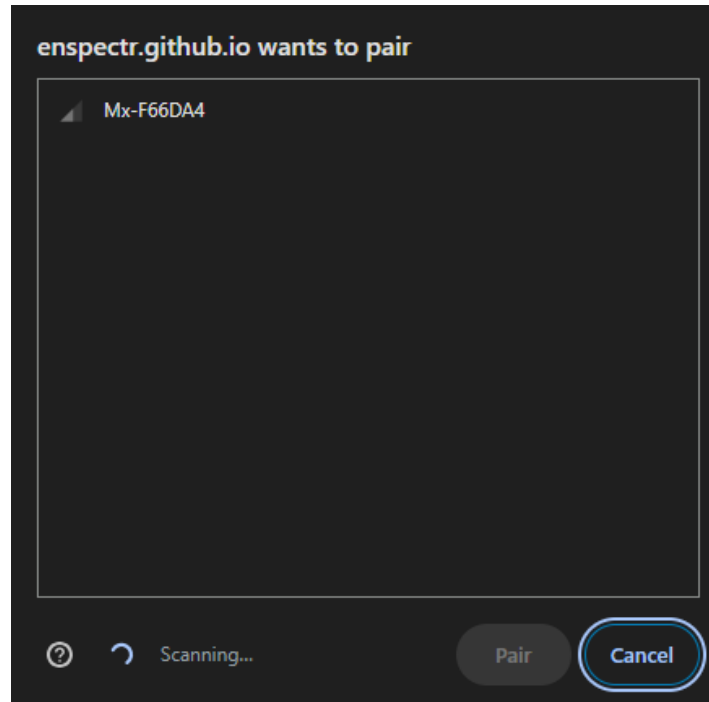 enspectr.github.io wants to pair
Mx-F66DA4
Scanning...
Pair
Cancel